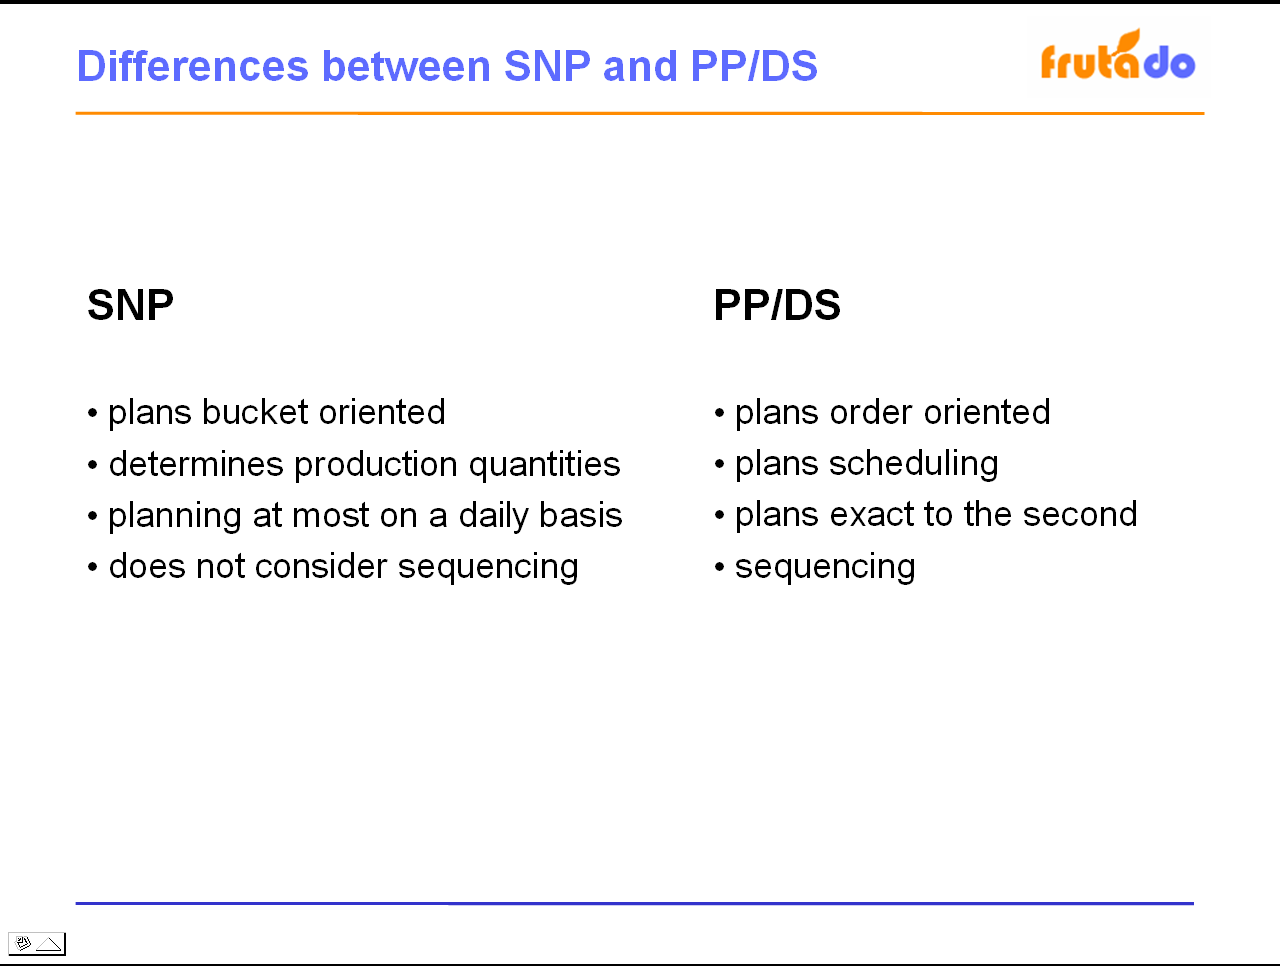 Differences between SNP and PP/DS
frutado
SNP
• plans bucket oriented
• determines production quantities
• planning at most on a daily basis
• does not consider sequencing
PP/DS
• plans order oriented
• plans scheduling
• plans exact to the second
• sequencing